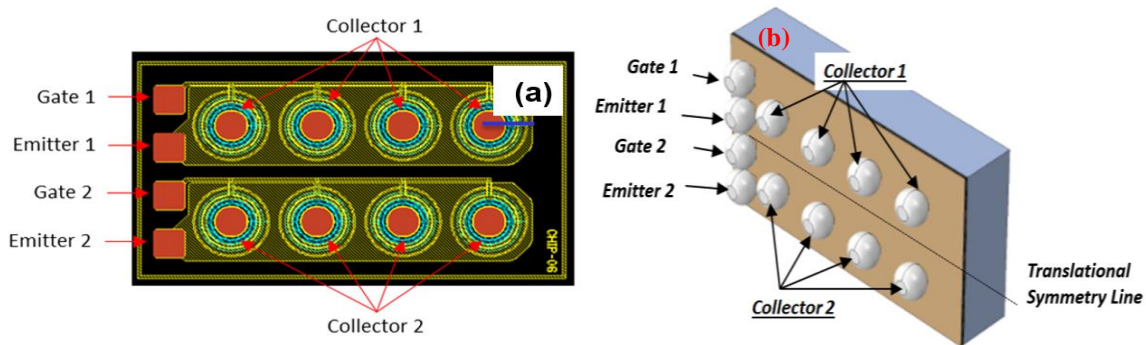 Collector 1
(a)
Gate 1
Emitter 1
Gate 2
Emitter 2
CHIP-06
Collector 2
(b)
Collector 1
Gate 1
Emitter 1
Gate 2
Emitter 2
Translational
Symmetry Line
Collector 2